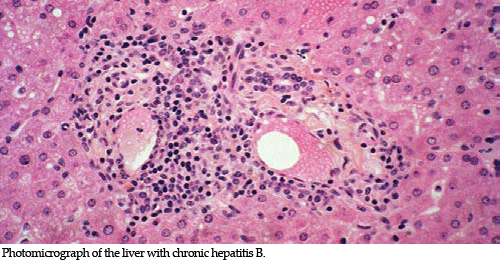 Photomicrograph of the liver with chronic hepatitis B.